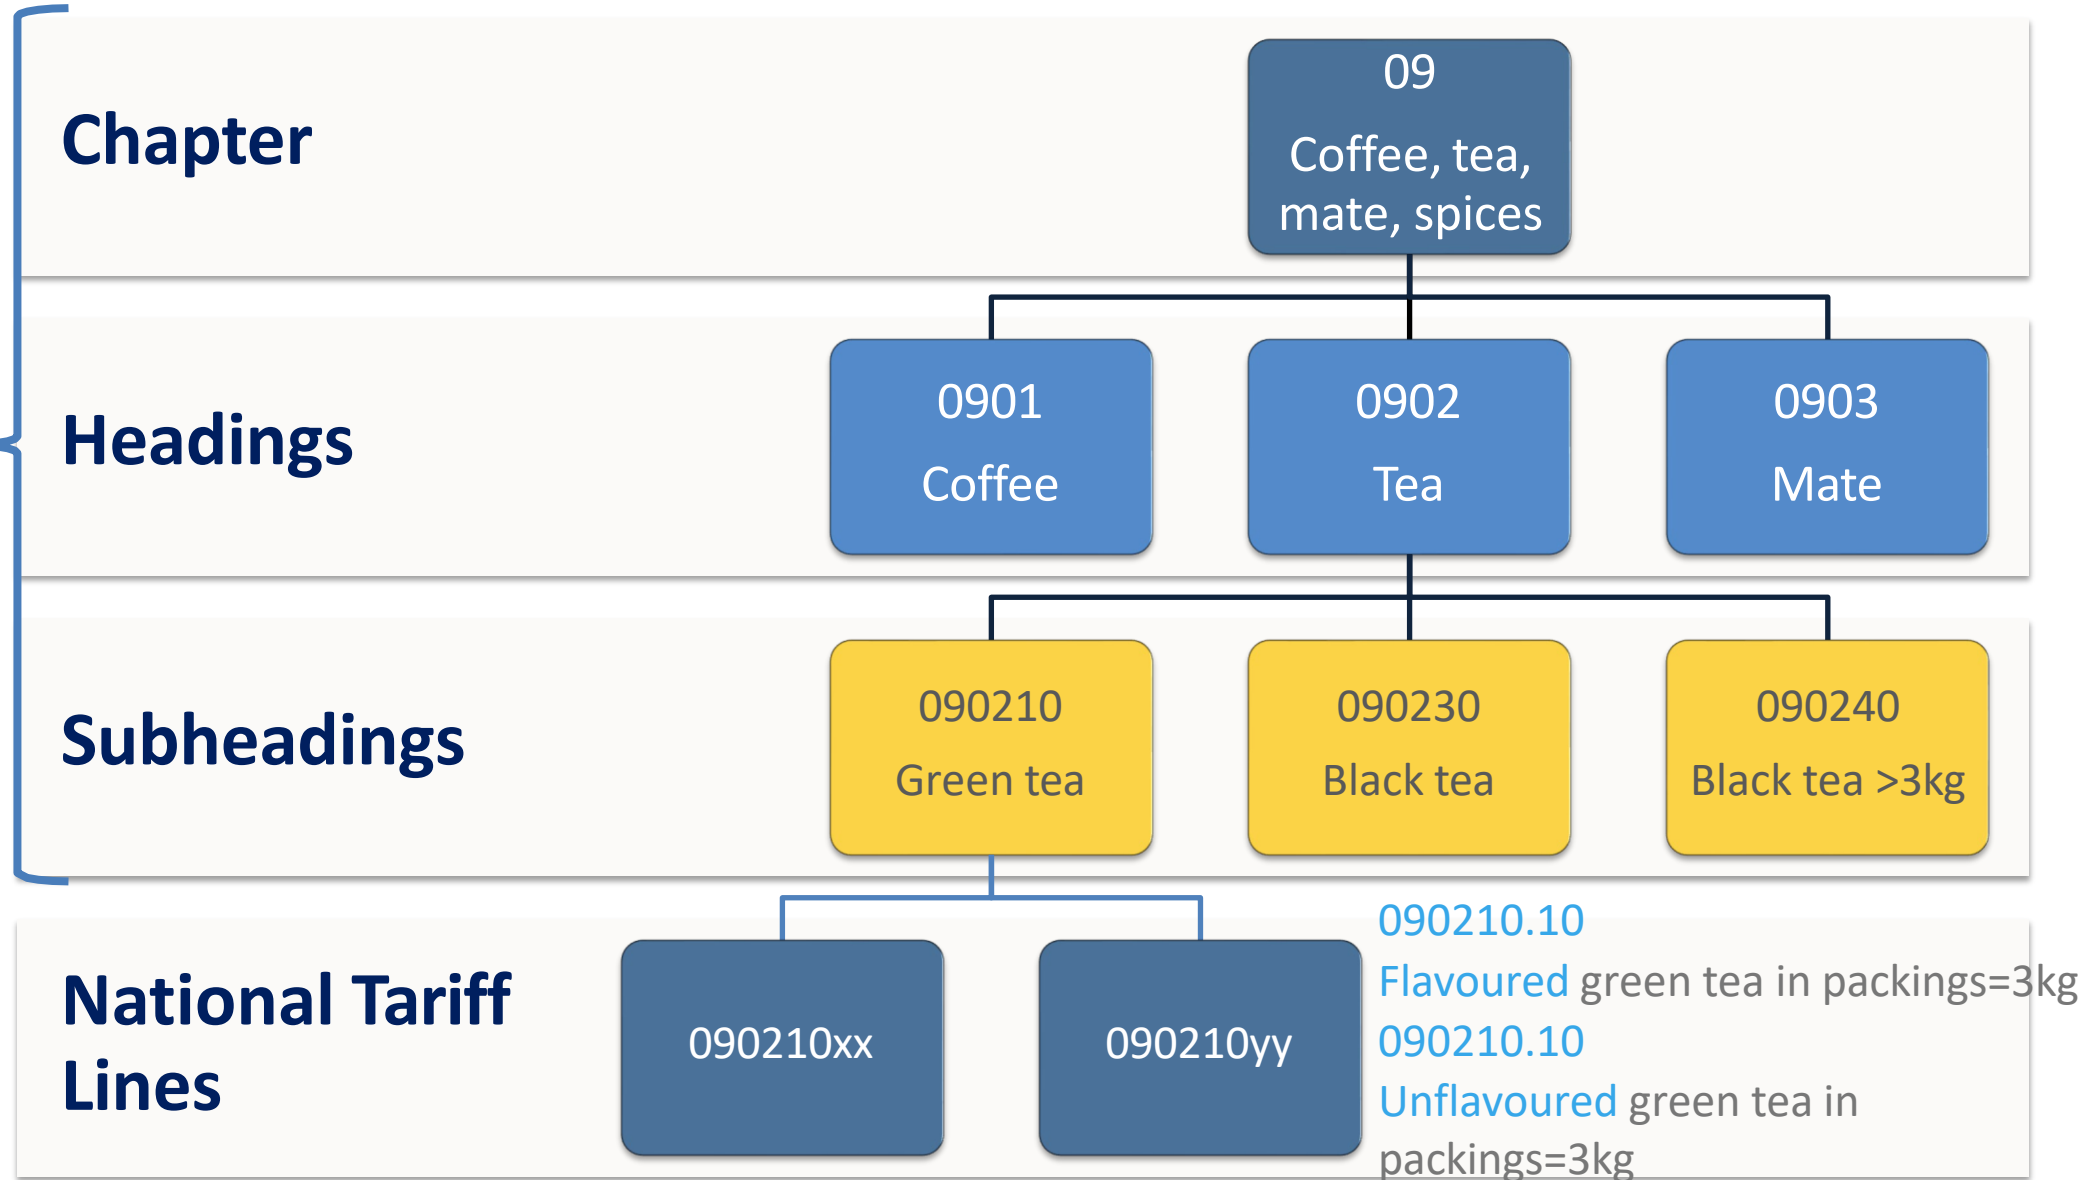 Chapter
09
Coffee, tea,
mate, spices
Headings
0901
Coffee
0902
Tea
0903
Mate
Subheadings
090210
Green tea
090230
Black tea
090240
Black tea >3kg
National Tariff
Lines
090210xx
090210yy
090210.10
Flavoured green tea in packings=3kg
090210.10
Unflavoured green tea in
packings=3kg